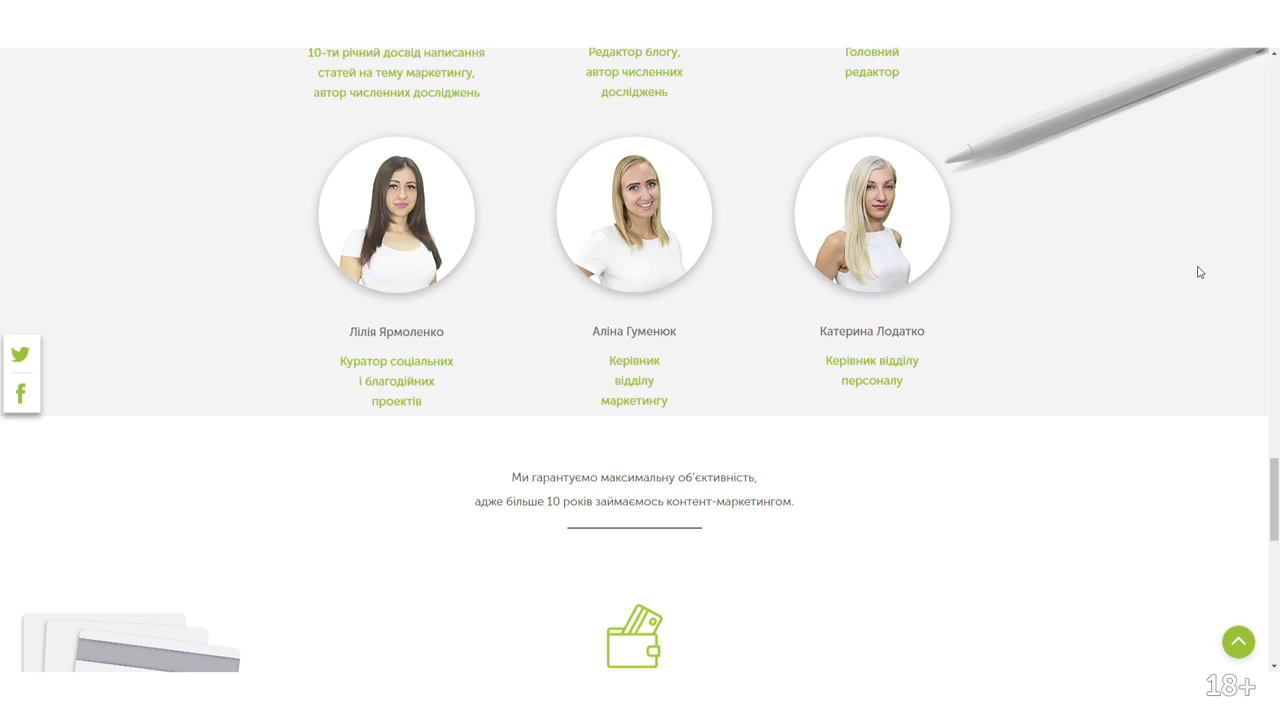 10-ти річний досвід написання
статей на тему маркетингу,
автор численних досліджень
Редактор блогу,
автор численних
досліджень
Головний
редактор
Лілія Ярмоленко
Куратор соціальних
і благодійних
проектів
Аліна Гуменюк
Керівник
відділу
маркетингу
Катерина Лодатко
Керівник відділу
персоналу
Ми гарантуємо максимальну об’єктивність,
адже більше 10 років займаємось контент-маркетингом.
18+